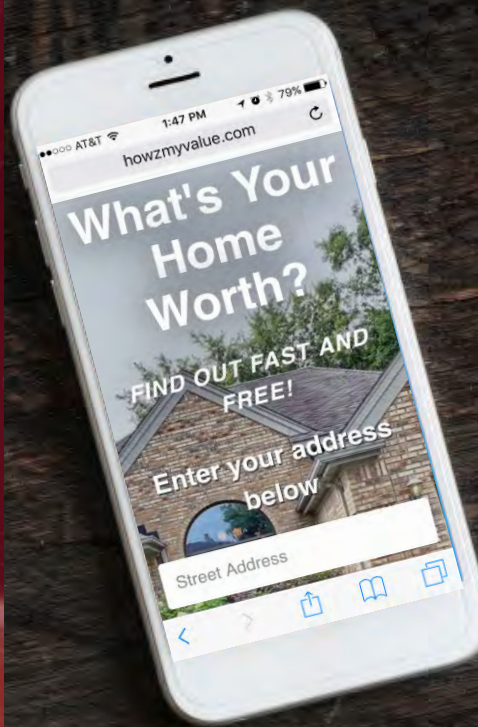 AT&T 1:47 PM 79%
howzmyvalue.com
What's Your
Home
Worth?
FIND OUT FAST AND
FREE!
Enter your address
below
Street Address